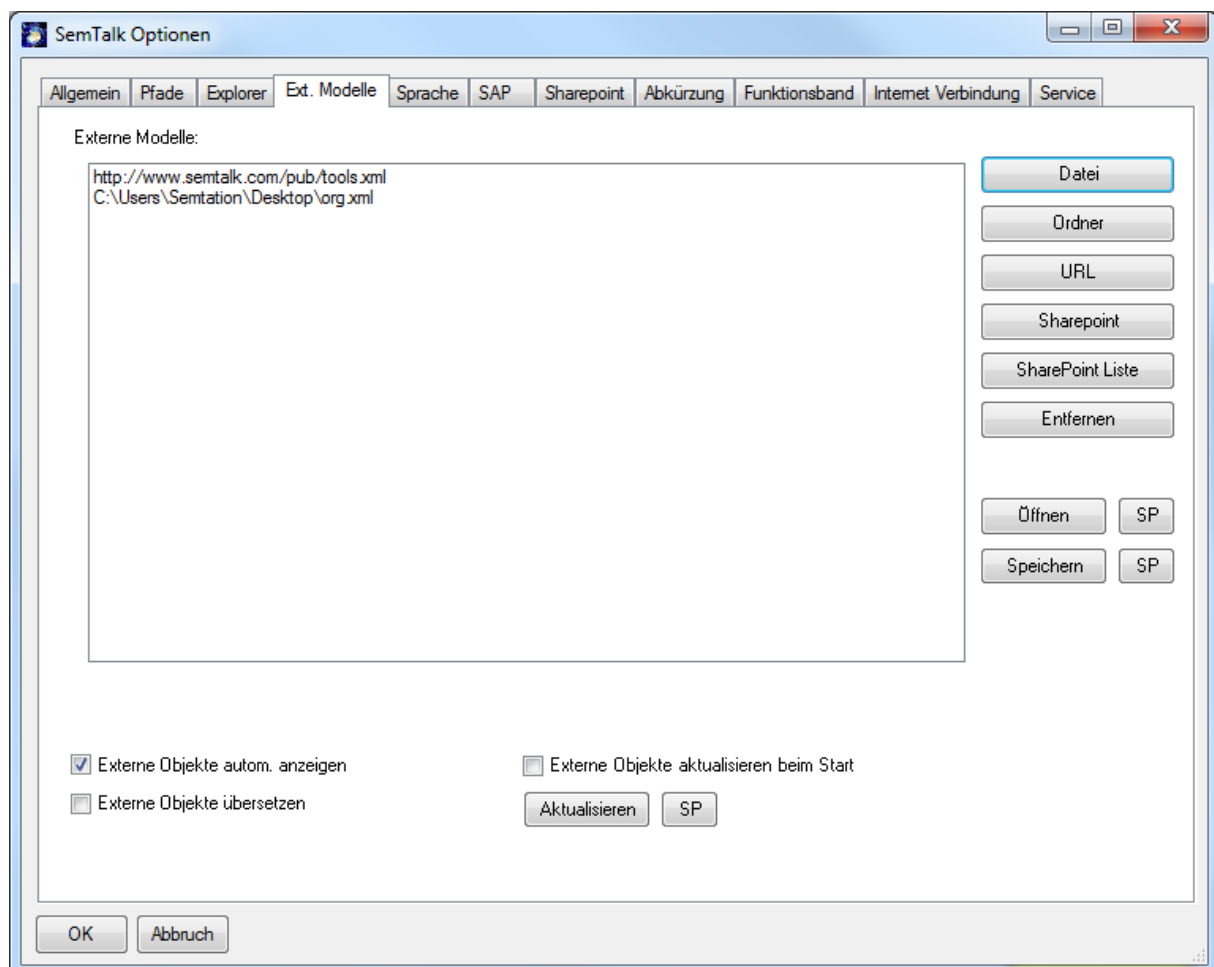 SemTalk Optionen
Allgemein Pfade Explorer Ext. Modelle Sprache SAP Sharepoint Abkürzung Funktionsband Internet Verbindung Service
Externe Modelle:
http://www.semtalk.com/pub/tools.xml
C:\Users\Semtation\Desktop\org.xml
Datei
Ordner
URL
Sharepoint
SharePoint Liste
Entfernen
Öffnen SP
Speichern SP
Externe Objekte autom. anzeigen Externe Objekte aktualisieren beim Start
Externe Objekte übersetzen Aktualisieren SP
OK Abbruch